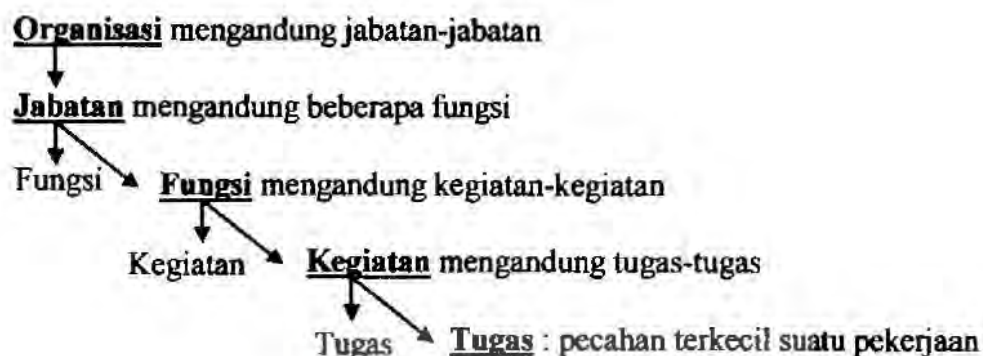 Organisasi mengandung jabatan-jabatan
Jabatan mengandung beberapa fungsi
Fungsi Fungsi mengandung kegiatan-kegiatan
Kegiatan Kegiatan mengandung tugas-tugas
Tugas Tugas : pecahan terkecil suatu pekerjaan